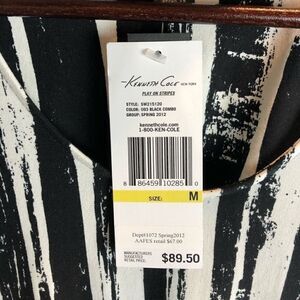 KENNETH COLE NEW YORK
PLAY ON STRIPES
STYLE: SW215120
COLOR: 003 BLACK COMBO
GROUP: SPRING 2012
kennethcole.com
1-800-KEN-COLE
8 86459 10285 0
SIZE: M
Dept#1072 Spring2012
AAFES retail $67.00
MANUFACTURERS
SUGGESTED
RETAIL PRICE $89.50